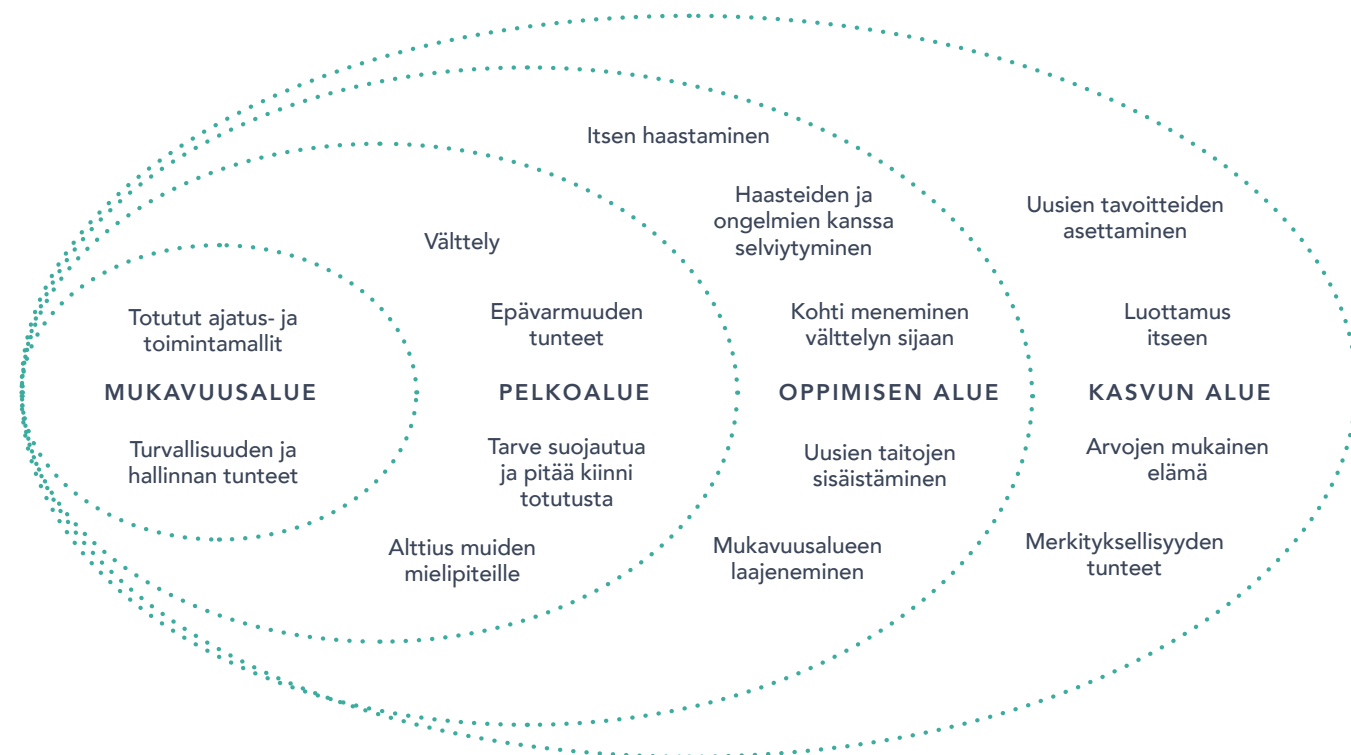 Totutut ajatus- ja
toimintamallit
MUKAVUUSALUE
Turvallisuuden ja
hallinnan tunteet
Välttely
Epävarmuuden
tunteet
PELKOALUE
Tarve suojautua
ja pitää kiinni
totutusta
Alttius muiden
mielipiteille
Itsen haastaminen
Haasteiden ja
ongelmien kanssa
selviytyminen
Kohti meneminen
välttelyn sijaan
OPPIMISEN ALUE
Uusien taitojen
sisäistäminen
Mukavuusalueen
laajeneminen
Uusien tavoitteiden
asettaminen
Luottamus
itseen
KASVUN ALUE
Arvojen mukainen
elämä
Merkityksellisyyden
tunteet